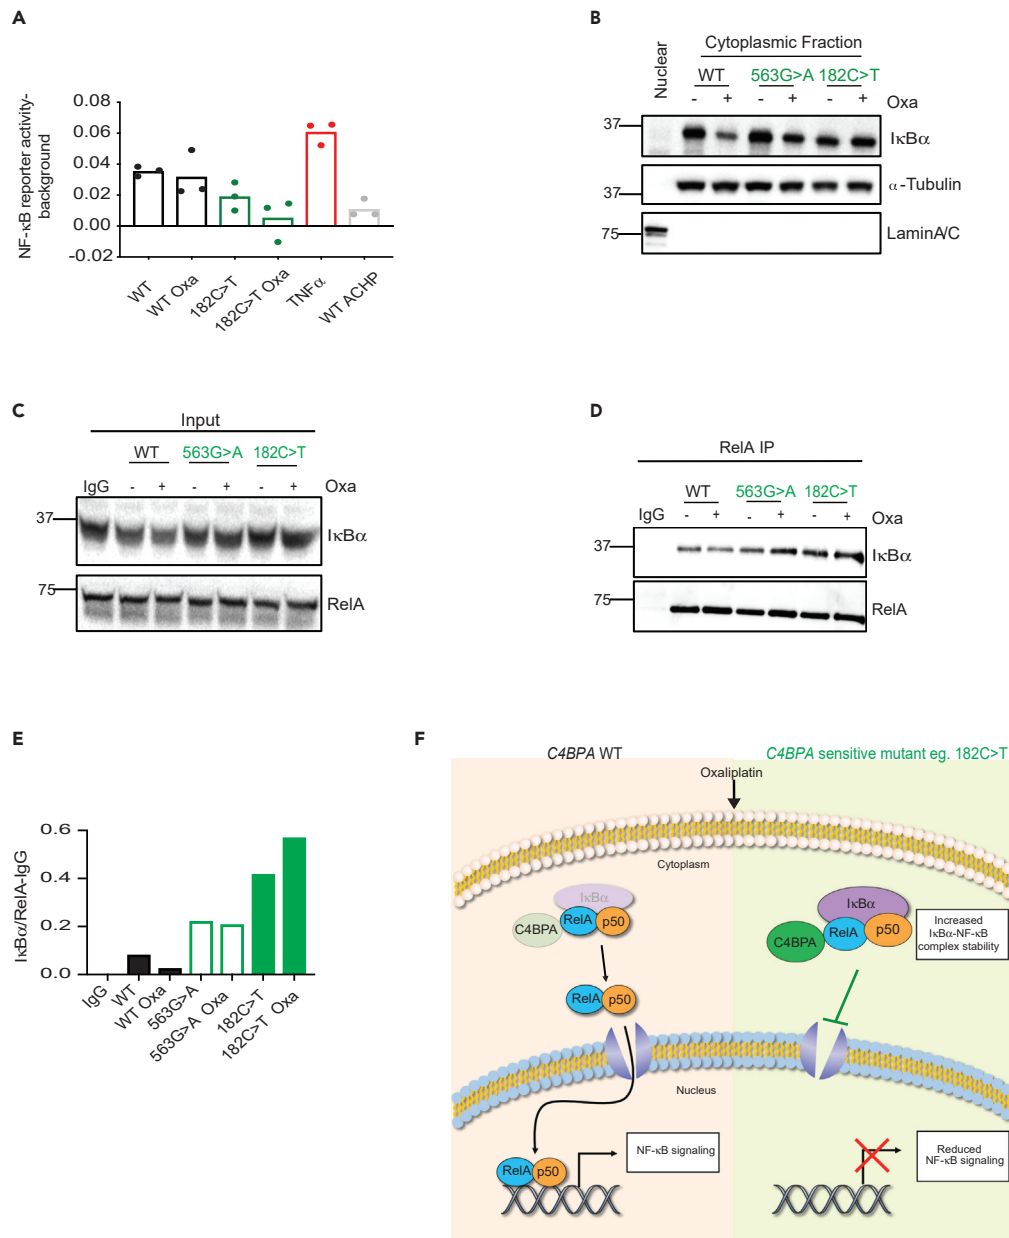 A
NF-κB reporter activity-
background
0.08
0.06
0.04
0.02
0.00
-0.02
WT
WT Oxa
182C>T
182C>T Oxa
TNFα
WT ACHP
B
Cytoplasmic Fraction
Nuclear
WT 563G>A 182C>T
- + - + - + Oxa
37 IκBα
37 α-Tubulin
75 LaminA/C
C
Input
WT 563G>A 182C>T
IgG - + - + - + Oxa
37 IκBα
75 RelA
D
RelA IP
WT 563G>A 182C>T
IgG - + - + - + Oxa
37 IκBα
75 RelA
E
IκBα/RelA-IgG
0.6
0.4
0.2
0.0
IgG
WT
WT Oxa
563G>A
563G>A Oxa
182C>T
182C>T Oxa
F
C4BPA WT
C4BPA sensitive mutant eg. 182C>T
Oxaliplatin
Cytoplasm
IκBα
C4BPA RelA p50
RelA p50
Nucleus
RelA p50
NF-κB signaling
IκBα
C4BPA RelA p50
Increased
IκBα-NF-κB
complex stability
Reduced
NF-κB signaling